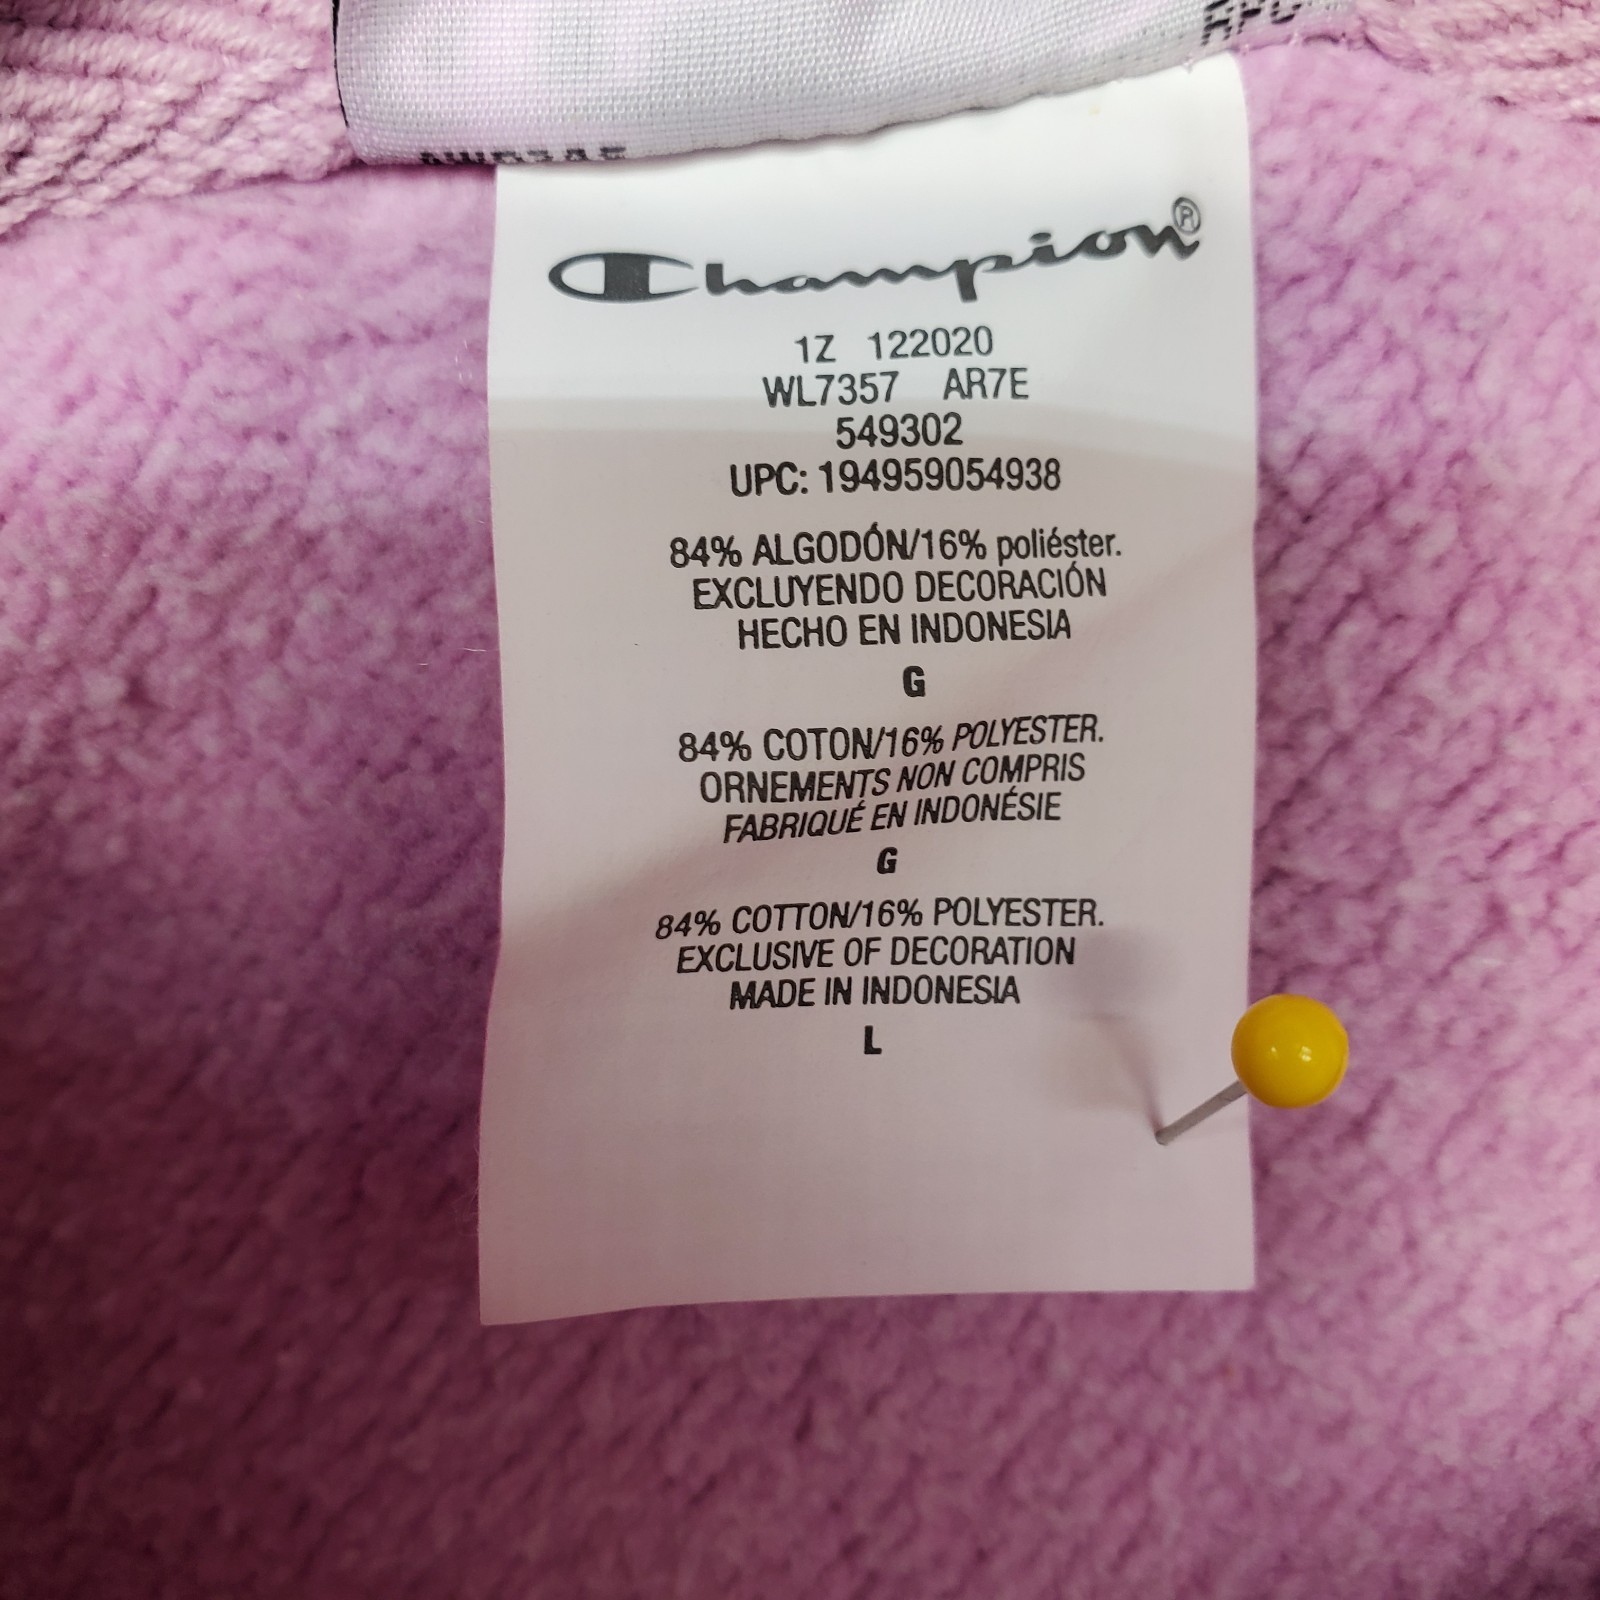 Champion®
1Z 122020
WL7357 AR7E
549302
UPC: 194959054938
84% ALGODÓN/16% poliéster.
EXCLUYENDO DECORACIÓN
HECHO EN INDONESIA
G
84% COTON/16% POLYESTER.
ORNEMENTS NON COMPRIS
FABRIQUÉ EN INDONÉSIE
G
84% COTTON/16% POLYESTER.
EXCLUSIVE OF DECORATION
MADE IN INDONESIA
L